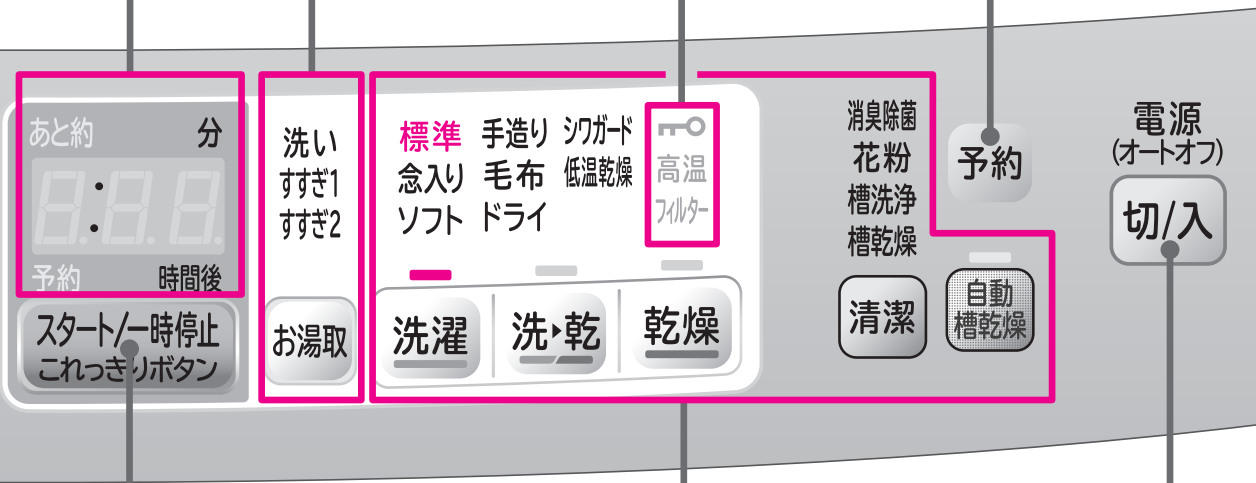 あと約 分
8:88
予約 時間後
スタート/一時停止
これっきりボタン
洗い
すすぎ1
すすぎ2
お湯取
標準 手造り シワガード
念入り 毛布 低温乾燥
ソフト ドライ
高温
フィルター
洗濯
洗▸乾
乾燥
消臭除菌
花粉
槽洗浄
槽乾燥
清潔
自動
槽乾燥
予約
電源
(オートオフ)
切/入